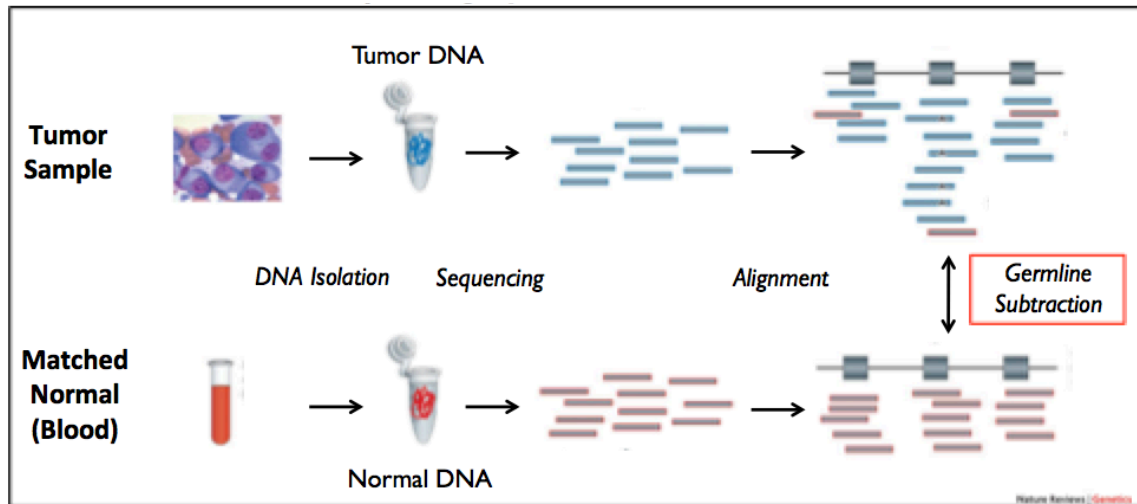 Tumor DNA
Tumor
Sample
DNA Isolation
Sequencing
Alignment
Germline
Subtraction
Matched
Normal
(Blood)
Normal DNA
Nature Reviews | Genetics